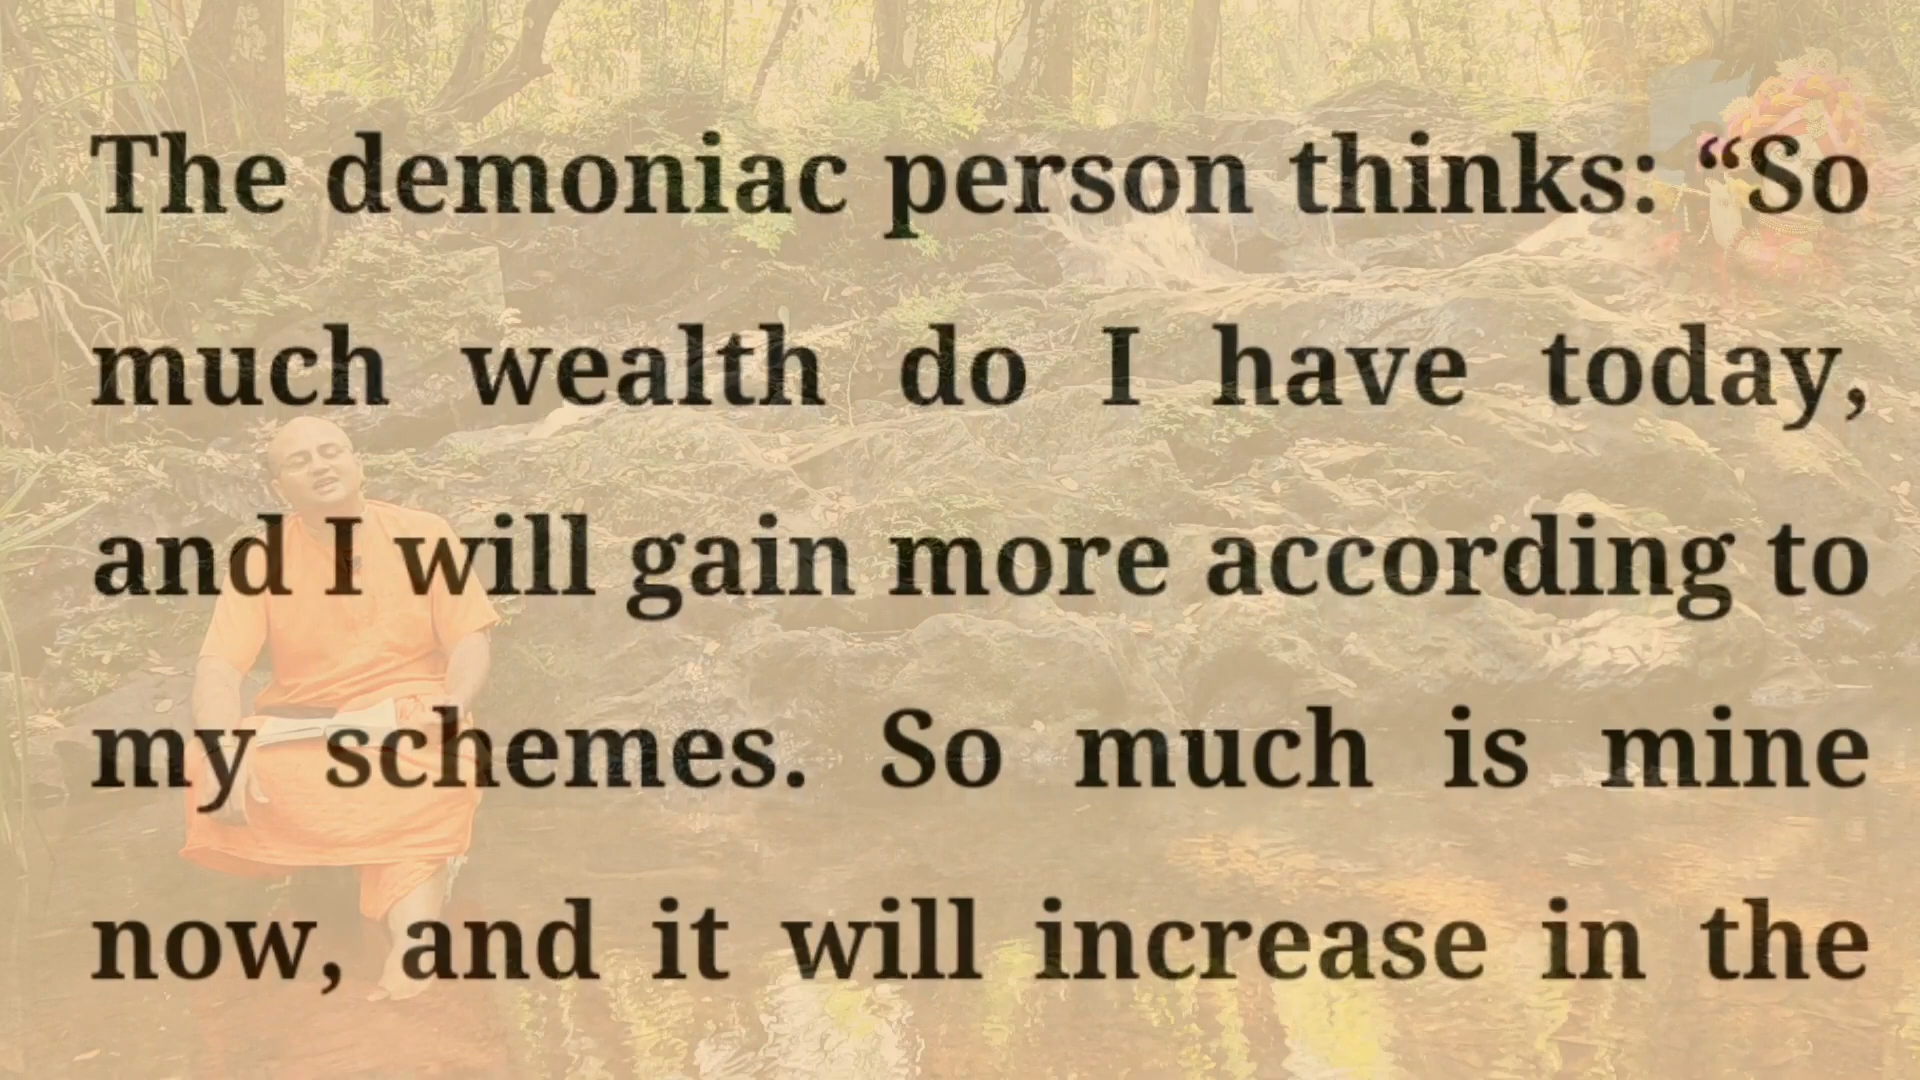 The demoniac person thinks: “So
much wealth do I have today,
and I will gain more according to
my schemes. So much is mine
now, and it will increase in the